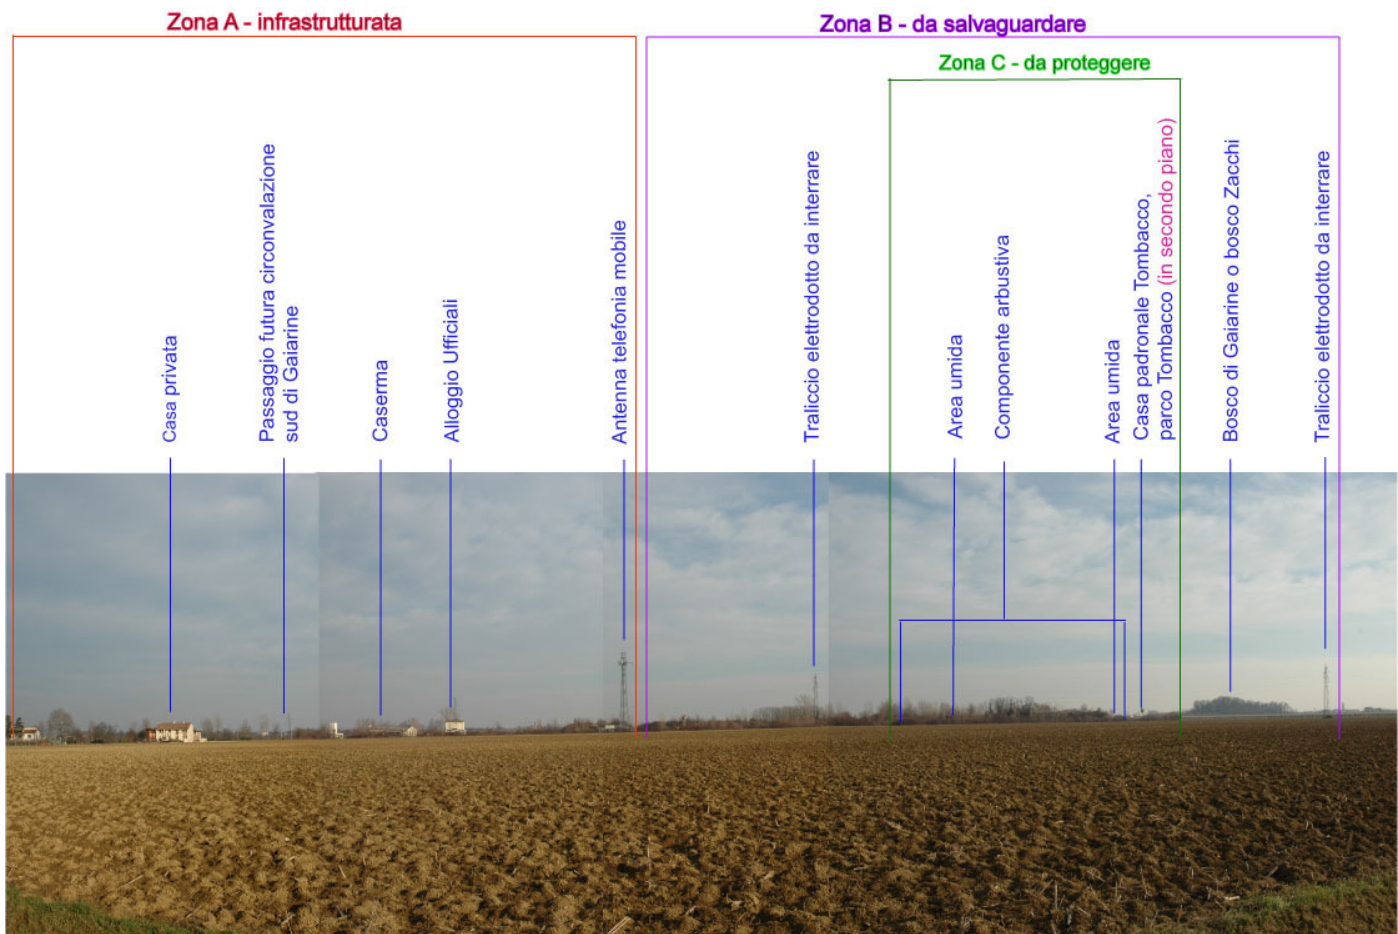 Zona A - infrastrutturata
Zona B - da salvaguardare
Zona C - da proteggere
Casa privata
Passaggio futura circonvalazione
sud di Gaiarine
Caserma
Alloggio Ufficiali
Antenna telefonia mobile
Traliccio elettrodotto da interrare
Area umida
Componente arbustiva
Area umida
Casa padronale Tombacco,
parco Tombacco (in secondo piano)
Bosco di Gaiarine o bosco Zacchi
Traliccio elettrodotto da interrare